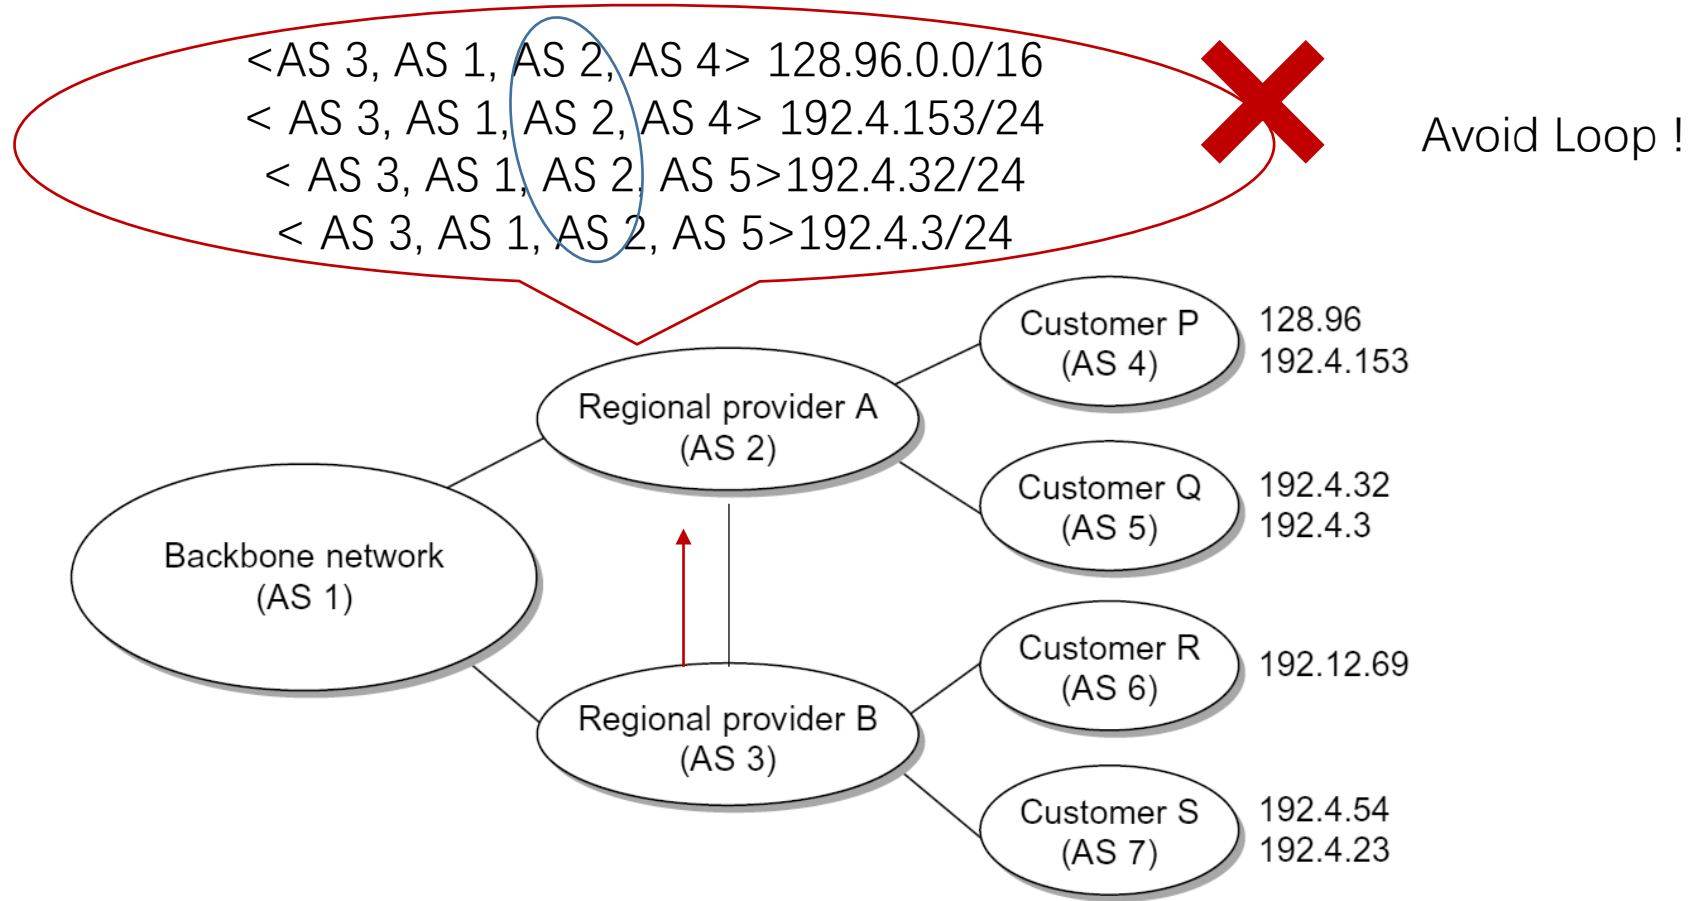 <AS 3, AS 1, AS 2, AS 4> 128.96.0.0/16
< AS 3, AS 1, AS 2, AS 4> 192.4.153/24
< AS 3, AS 1, AS 2, AS 5>192.4.32/24
< AS 3, AS 1, AS 2, AS 5>192.4.3/24
Avoid Loop !
Customer P
(AS 4)
128.96
192.4.153
Regional provider A
(AS 2)
Customer Q
(AS 5)
192.4.32
192.4.3
Backbone network
(AS 1)
Customer R
(AS 6)
192.12.69
Regional provider B
(AS 3)
Customer S
(AS 7)
192.4.54
192.4.23